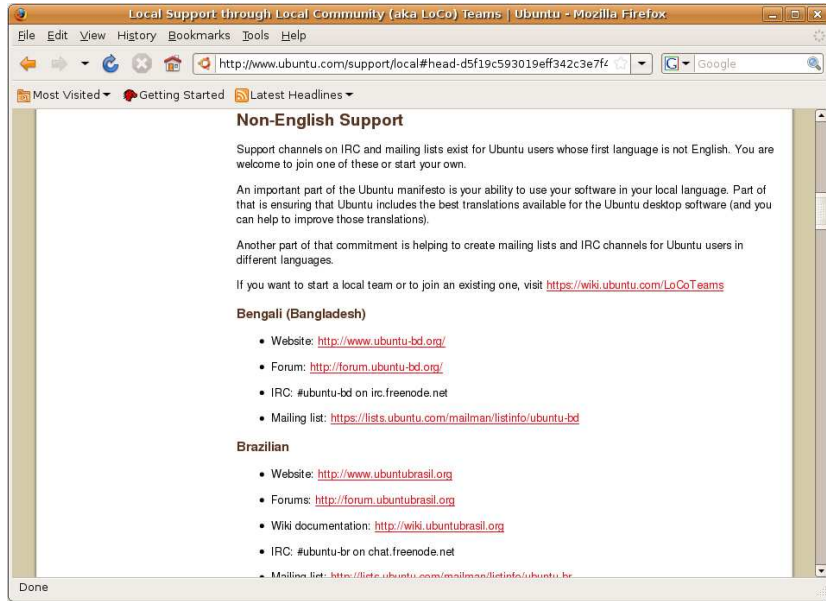 Local Support through Local Community (aka LoCo) Teams | Ubuntu - Mozilla Firefox
File Edit View History Bookmarks Tools Help
http://www.ubuntu.com/support/local#head-d5f19c593019eff342c3e7f4
Google
Most Visited Getting Started Latest Headlines
Non-English Support
Support channels on IRC and mailing lists exist for Ubuntu users whose first language is not English. You are
welcome to join one of these or start your own.
An important part of the Ubuntu manifesto is your ability to use your software in your local language. Part of
that is ensuring that Ubuntu includes the best translations available for the Ubuntu desktop software (and you
can help to improve those translations).
Another part of that commitment is helping to create mailing lists and IRC channels for Ubuntu users in
different languages.
If you want to start a local team or to join an existing one, visit https://wiki.ubuntu.com/LoCoTeams
Bengali (Bangladesh)
• Website: http://www.ubuntu-bd.org/
• Forum: http://forum.ubuntu-bd.org/
• IRC: #ubuntu-bd on irc.freenode.net
• Mailing list: https://lists.ubuntu.com/mailman/listinfo/ubuntu-bd
Brazilian
• Website: http://www.ubuntubrasil.org
• Forums: http://forum.ubuntubrasil.org
• Wiki documentation: http://wiki.ubuntubrasil.org
• IRC: #ubuntu-br on chat.freenode.net
• Mailing list: http://lists.ubuntu.com/mailman/listinfo/ubuntu-br
Done